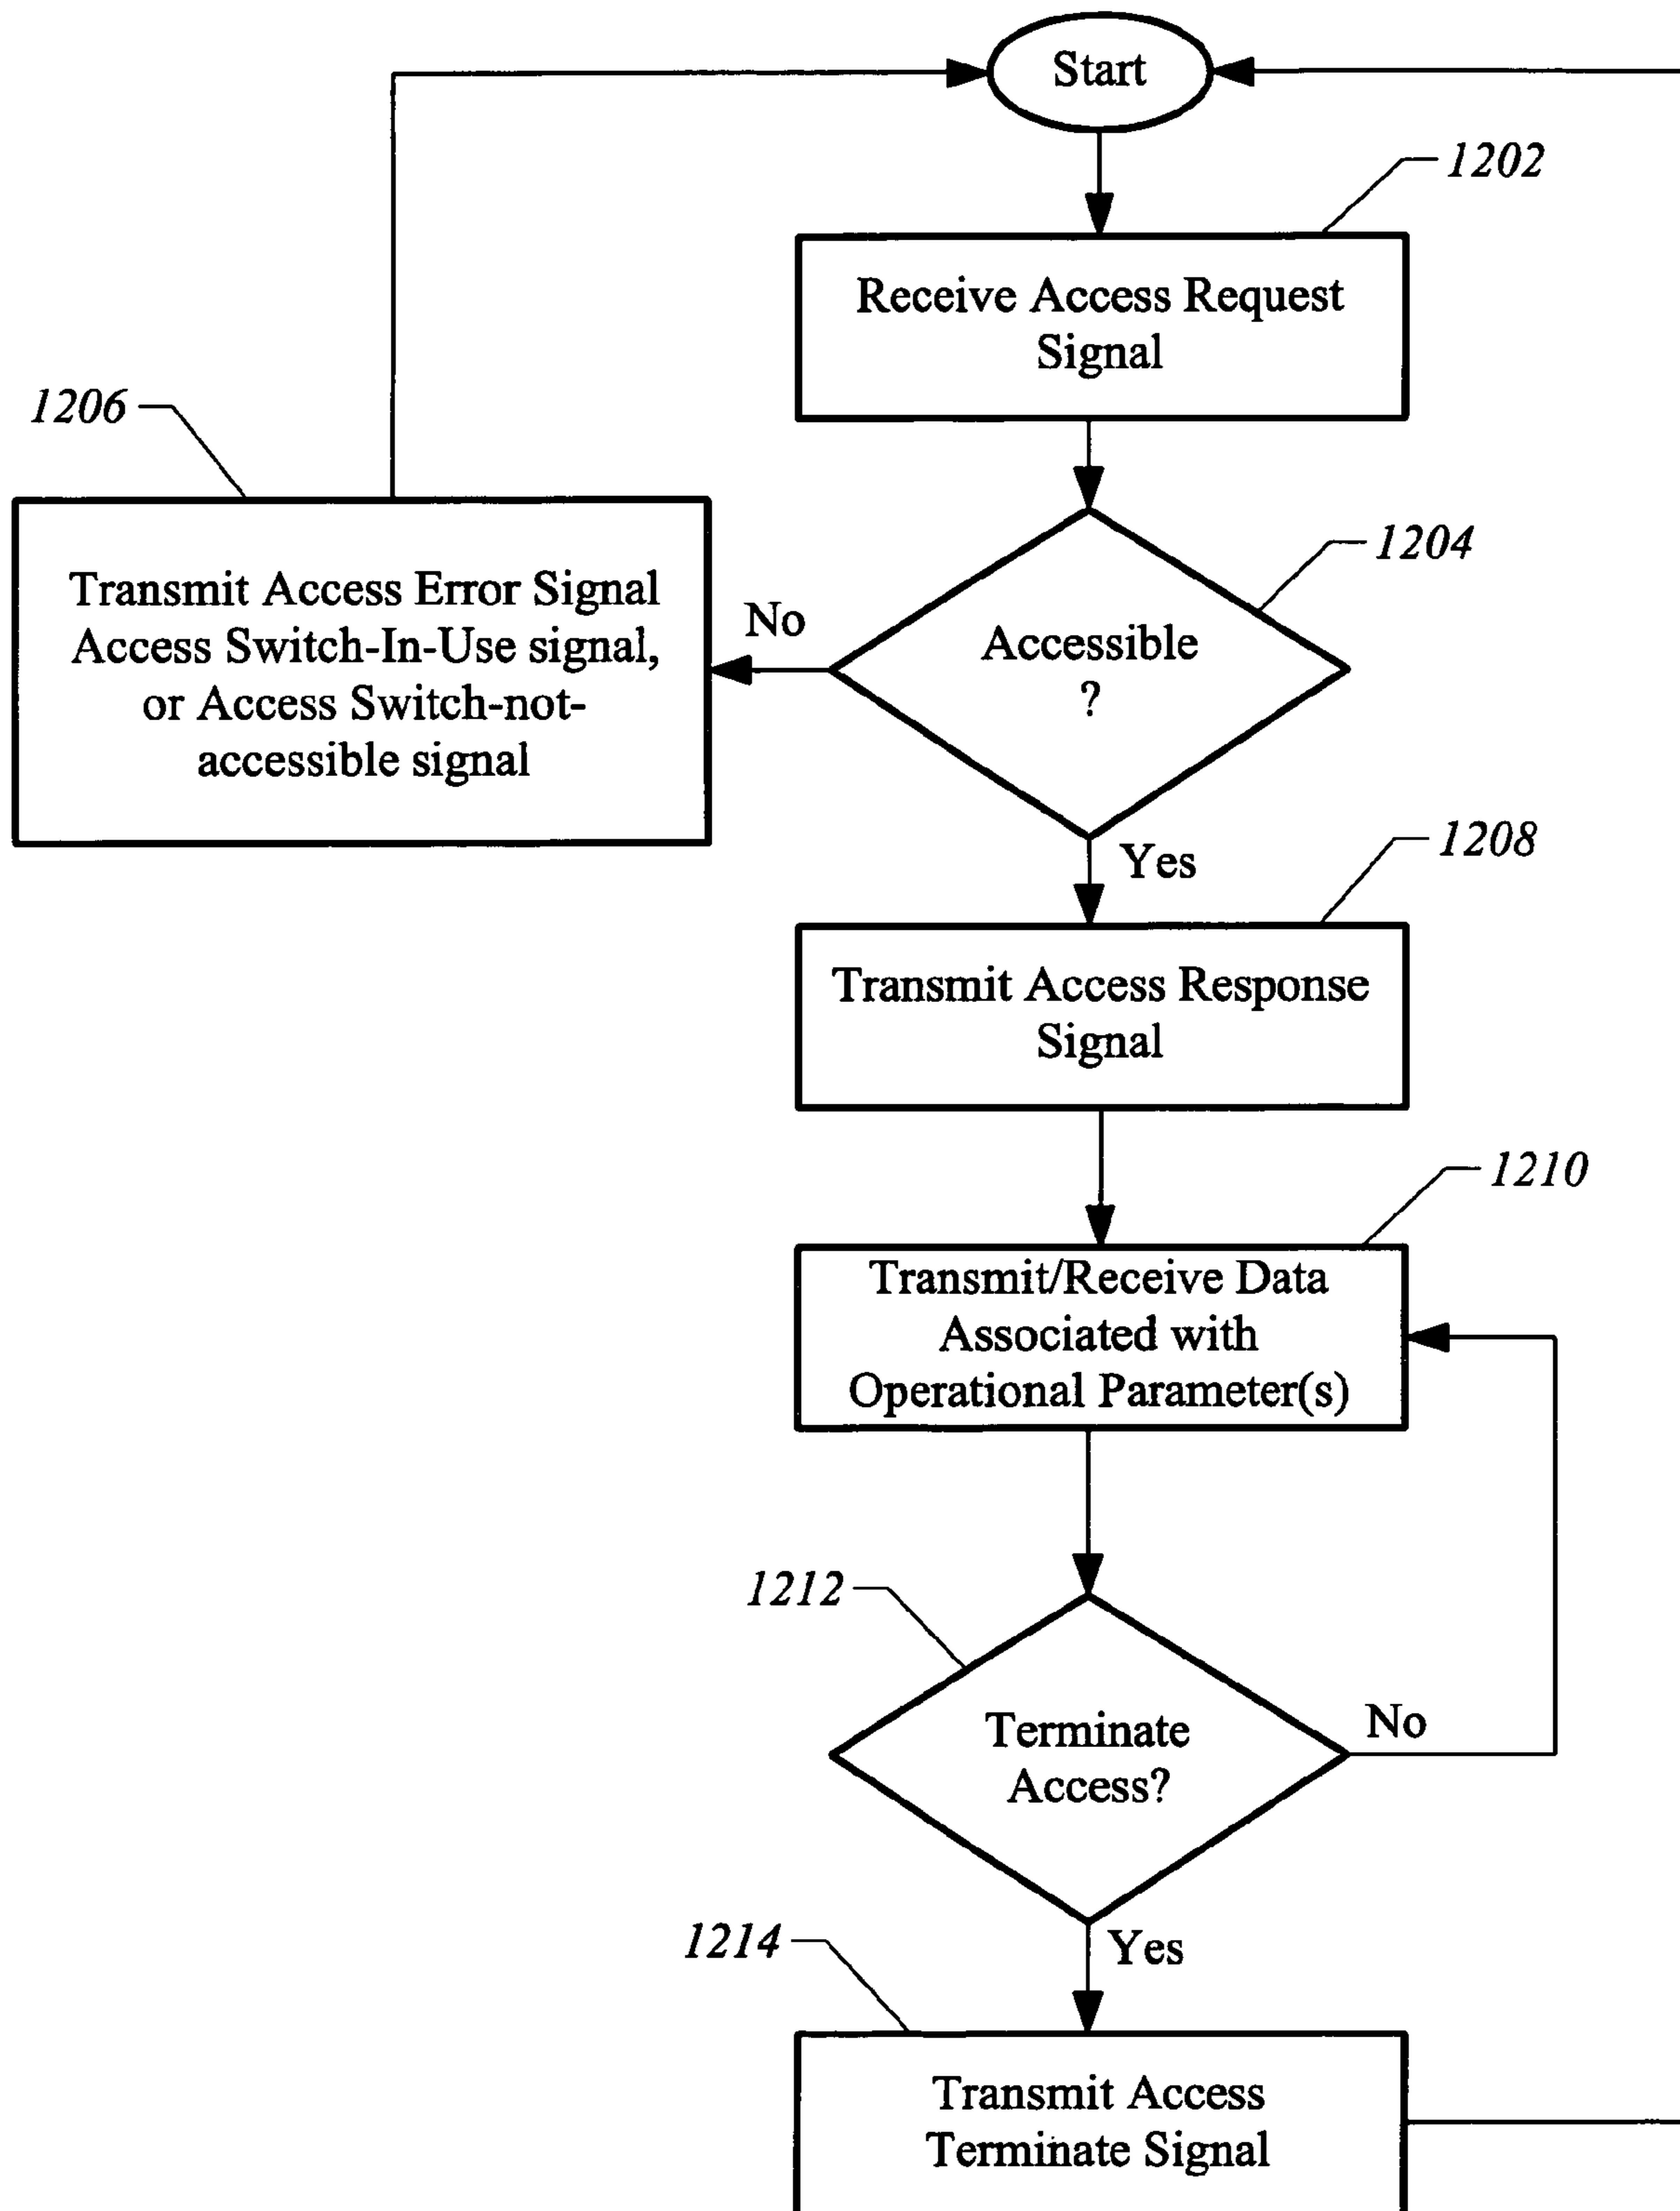 Start
1202
Receive Access Request
Signal
1206
1204
Transmit Access Error Signal
Access Switch-In-Use signal,
or Access Switch-not-
accessible signal
No
Accessible
?
Yes
1208
Transmit Access Response
Signal
1210
Transmit/Receive Data
Associated with
Operational Parameter(s)
1212
Terminate
Access?
No
Yes
1214
Transmit Access
Terminate Signal